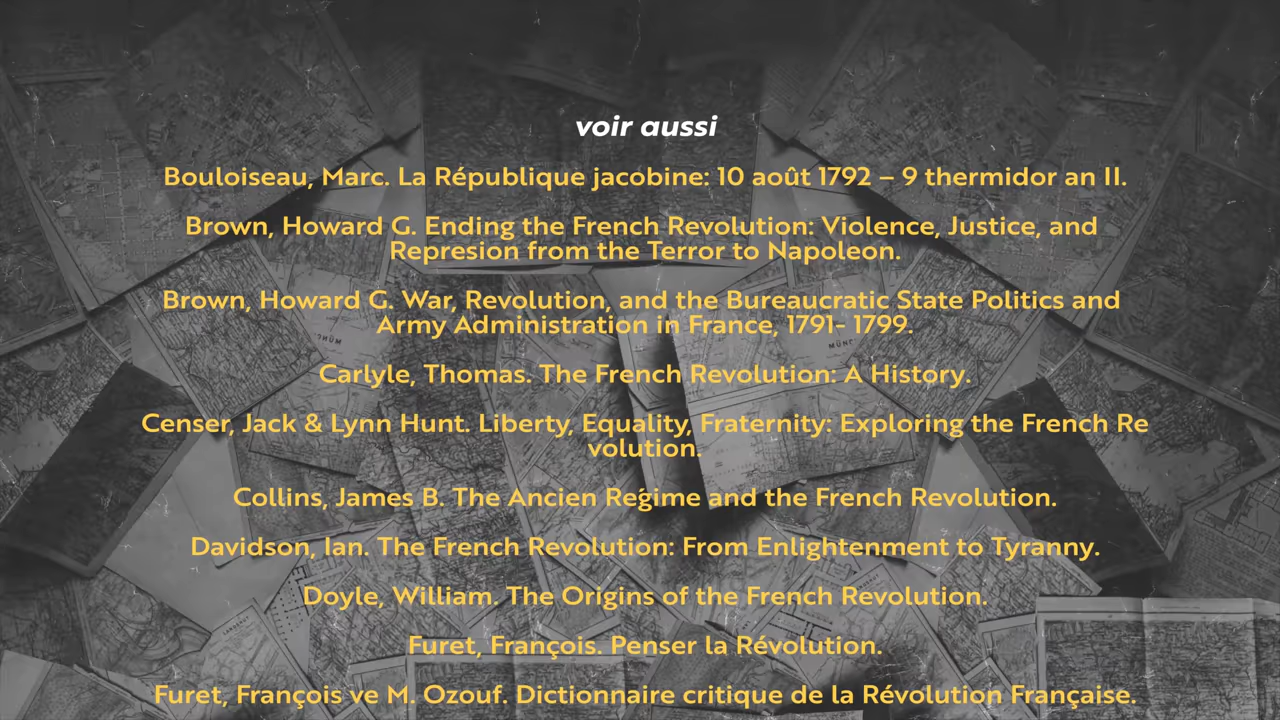 voir aussi
Bouloiseau, Marc. La République jacobine: 10 août 1792 – 9 thermidor an II.
Brown, Howard G. Ending the French Revolution: Violence, Justice, and
Represion from the Terror to Napoleon.
Brown, Howard G. War, Revolution, and the Bureaucratic State Politics and
Army Administration in France, 1791- 1799.
Carlyle, Thomas. The French Revolution: A History.
Censer, Jack & Lynn Hunt. Liberty, Equality, Fraternity: Exploring the French Re
volution.
Collins, James B. The Ancien Reǵime and the French Revolution.
Davidson, Ian. The French Revolution: From Enlightenment to Tyranny.
Doyle, William. The Origins of the French Revolution.
Furet, François. Penser la Révolution.
Furet, François ve M. Ozouf. Dictionnaire critique de la Révolution Française.